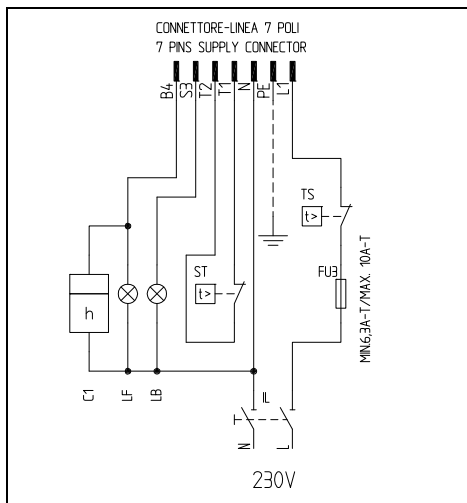 CONNETTORE-LINEA 7 POLI
7 PINS SUPPLY CONNECTOR
B4
S3
T2
T1
N
PE
L1
TS
t>
ST
t>
FU3
MIN.6,3A-T/MAX. 10A-T
h
C1
LF
LB
IL
N
L
230V